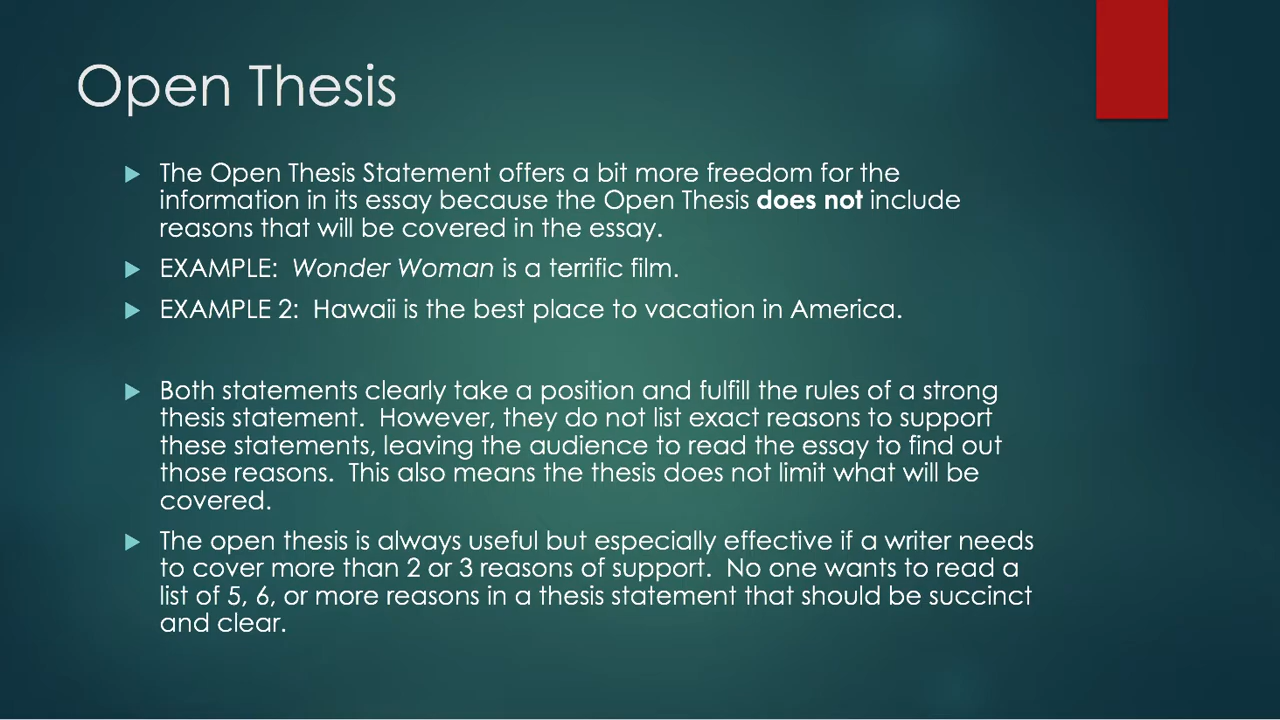 Open Thesis
The Open Thesis Statement offers a bit more freedom for the
information in its essay because the Open Thesis does not include
reasons that will be covered in the essay.
EXAMPLE:  Wonder Woman is a terrific film.
EXAMPLE 2:  Hawaii is the best place to vacation in America.
Both statements clearly take a position and fulfill the rules of a strong
thesis statement.  However, they do not list exact reasons to support
these statements, leaving the audience to read the essay to find out
those reasons.  This also means the thesis does not limit what will be
covered.
The open thesis is always useful but especially effective if a writer needs
to cover more than 2 or 3 reasons of support.  No one wants to read a
list of 5, 6, or more reasons in a thesis statement that should be succinct
and clear.